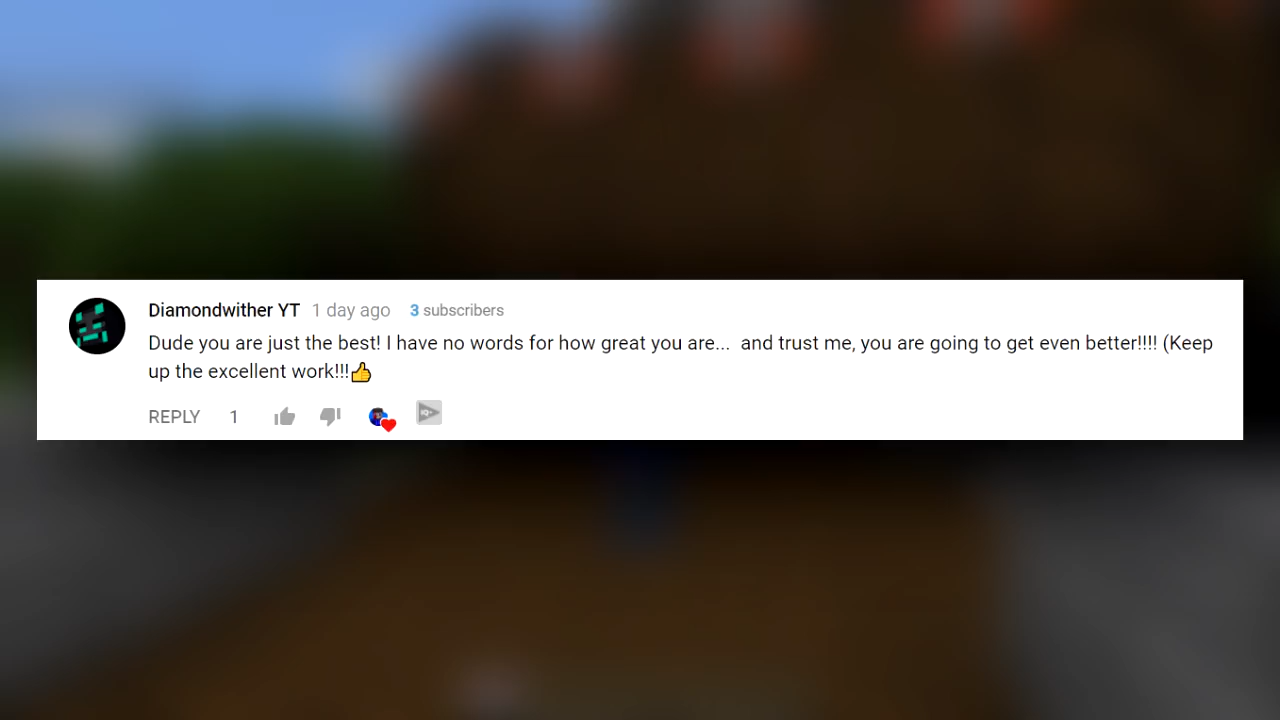 Diamondwither YT 1 day ago 3 subscribers
Dude you are just the best! I have no words for how great you are...  and trust me, you are going to get even better!!!! (Keep
up the excellent work!!!👍
REPLY 1